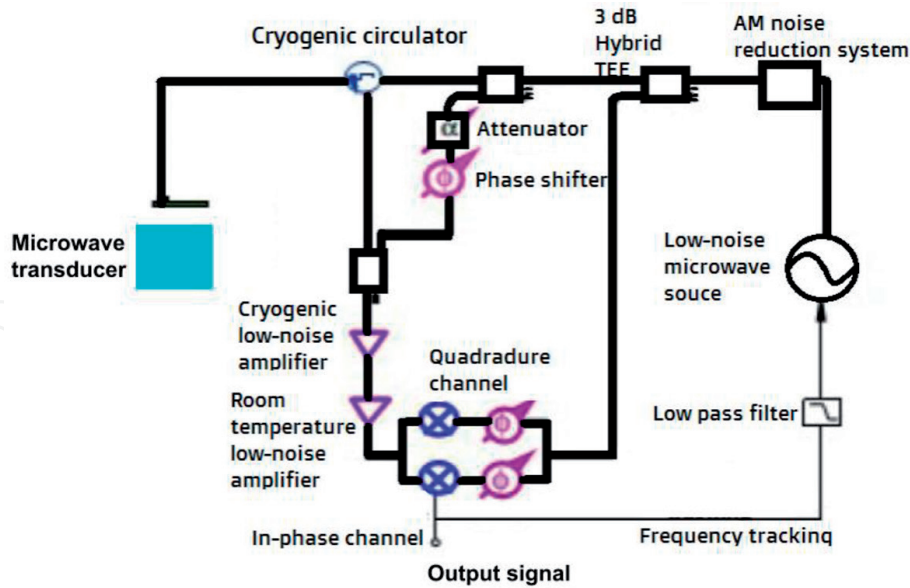 Cryogenic circulator
3 dB
Hybrid
TEE
AM noise
reduction system
α
Attenuator
ϕ
Phase shifter
Microwave
transducer
Low-noise
microwave
souce
Cryogenic
low-noise
amplifier
Quadradure
channel
Room
temperature
low-noise
amplifier
ϕ
ϕ
Low pass filter
In-phase channel
Frequency tracking
Output signal